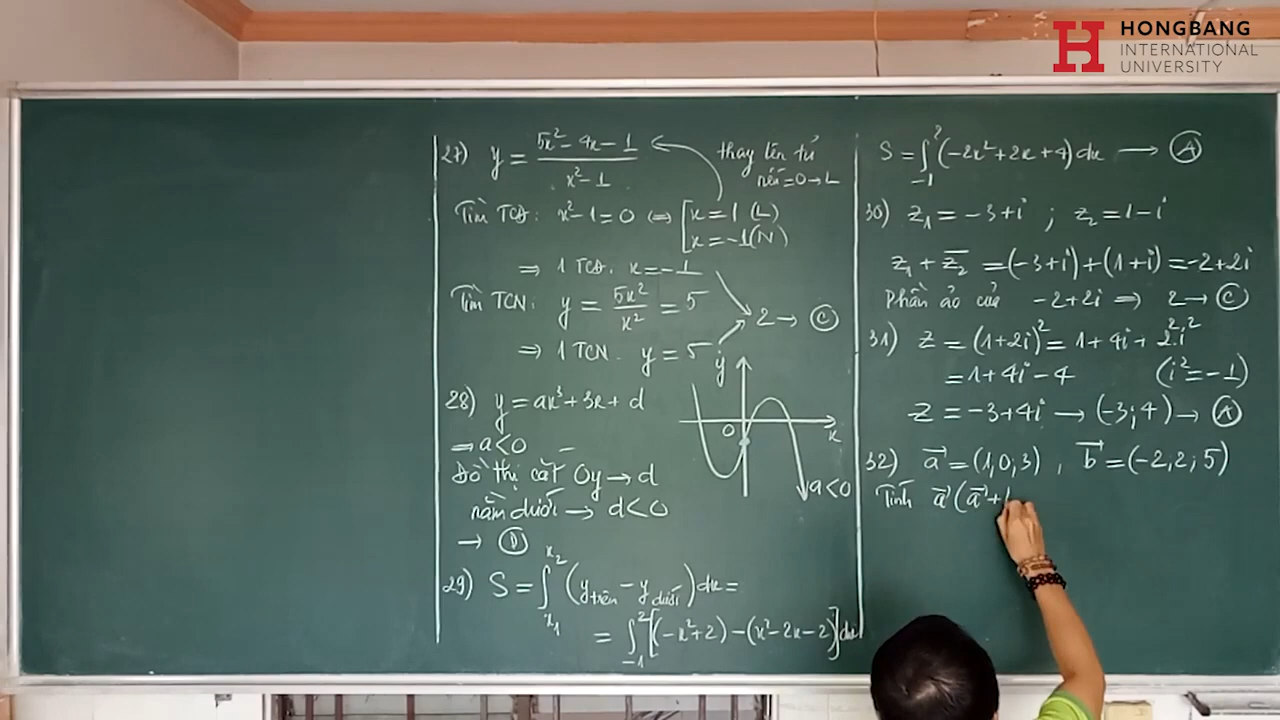 HONGBANG
INTERNATIONAL
UNIVERSITY
27) y = (5x² - 4x - 1)/(x² - 1)
thay lên tử
nếu = 0 → L
Tìm TCĐ: x² - 1 = 0 ⇔ [x = 1 (L)
x = -1 (N)
⇒ 1 TCĐ. x = -1
Tìm TCN: y = 5x²/x² = 5
2 → Ⓒ
⇒ 1 TCN. y = 5
28) y = ax³ + 3x + d
⇒ a < 0
Đồ thị cắt Oy → d
nằm dưới → d < 0
→ Ⓓ
y
O
x
a < 0
29) S = ∫_{x₁}^{x₂} (y_trên - y_dưới) dx =
= ∫_{-1}^{2} [(-x² + 2) - (x² - 2x - 2)] dx
S = ∫_{-1}^{2} (-2x² + 2x + 4) dx → Ⓐ
30) z₁ = -3 + i ; z₂ = 1 - i
z₁ + z̄₂ = (-3 + i) + (1 + i) = -2 + 2i
Phần ảo của -2 + 2i ⇒ 2 → Ⓒ
31) z = (1 + 2i)² = 1 + 4i + 2²i²
= 1 + 4i - 4 (i² = -1)
z = -3 + 4i → (-3; 4) → Ⓐ
32) a⃗ = (1, 0; 3) , b⃗ = (-2, 2; 5)
Tính a⃗ (a⃗ +